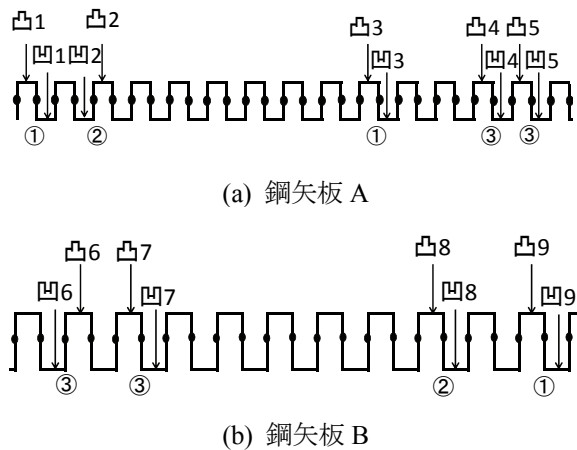 凸1 凸2 凸3 凸4 凸5
凹1 凹2 凹3 凹4 凹5
① ② ① ③ ③
(a) 鋼矢板 A
凸6 凸7 凸8 凸9
凹6 凹7 凹8 凹9
③ ③ ② ①
(b) 鋼矢板 B